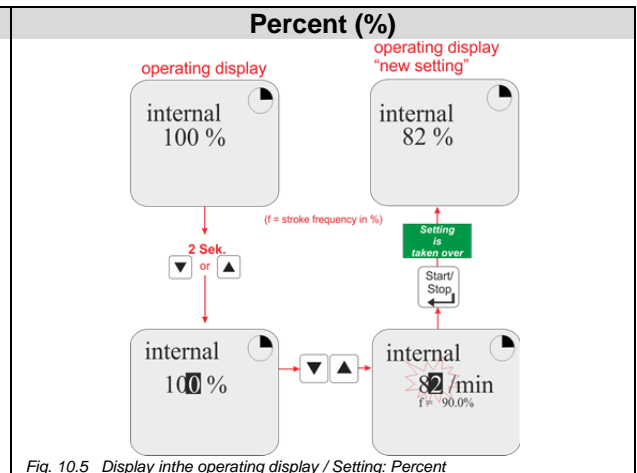 Percent (%)
operating display
operating display
“new setting”
internal
100 %
internal
82 %
(f = stroke frequency in %)
2 Sek.
▼ or ▲
Setting
is
taken over
Start/
Stop
internal
100 %
▼ ▲
internal
82 /min
f = 90.0%
Fig. 10.5 Display inthe operating display / Setting: Percent